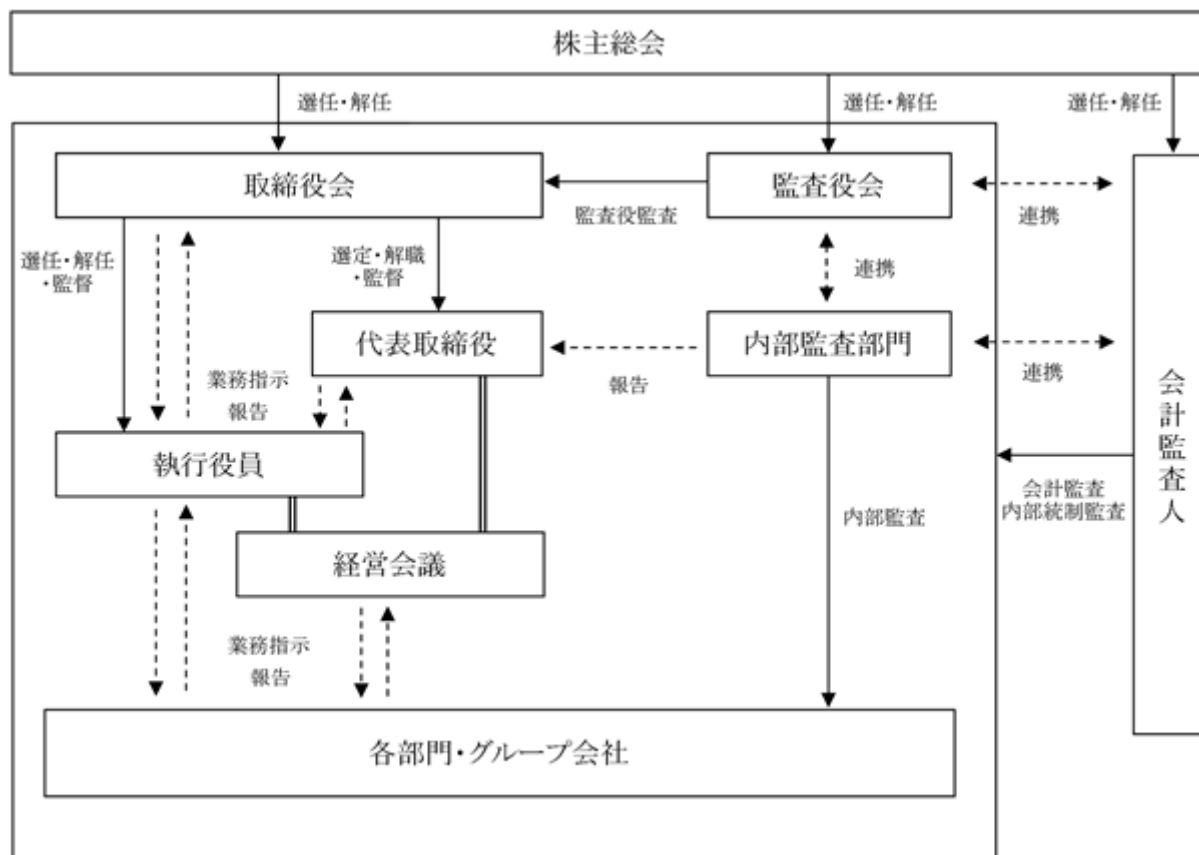 株主総会
選任・解任
選任・解任
選任・解任
取締役会
監査役会
監査役監査
連携
選任・解任
・監督
選定・解職
・監督
連携
代表取締役
内部監査部門
業務指示
報告
報告
連携
会計監査人
執行役員
会計監査
内部統制監査
内部監査
経営会議
業務指示
報告
各部門・グループ会社